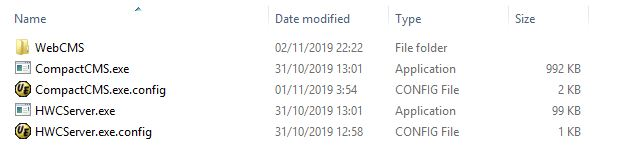 Name Date modified Type Size
WebCMS 02/11/2019 22:22 File folder
CompactCMS.exe 31/10/2019 13:01 Application 992 KB
CompactCMS.exe.config 01/11/2019 3:54 CONFIG File 2 KB
HWCServer.exe 31/10/2019 13:01 Application 99 KB
HWCServer.exe.config 31/10/2019 12:58 CONFIG File 1 KB